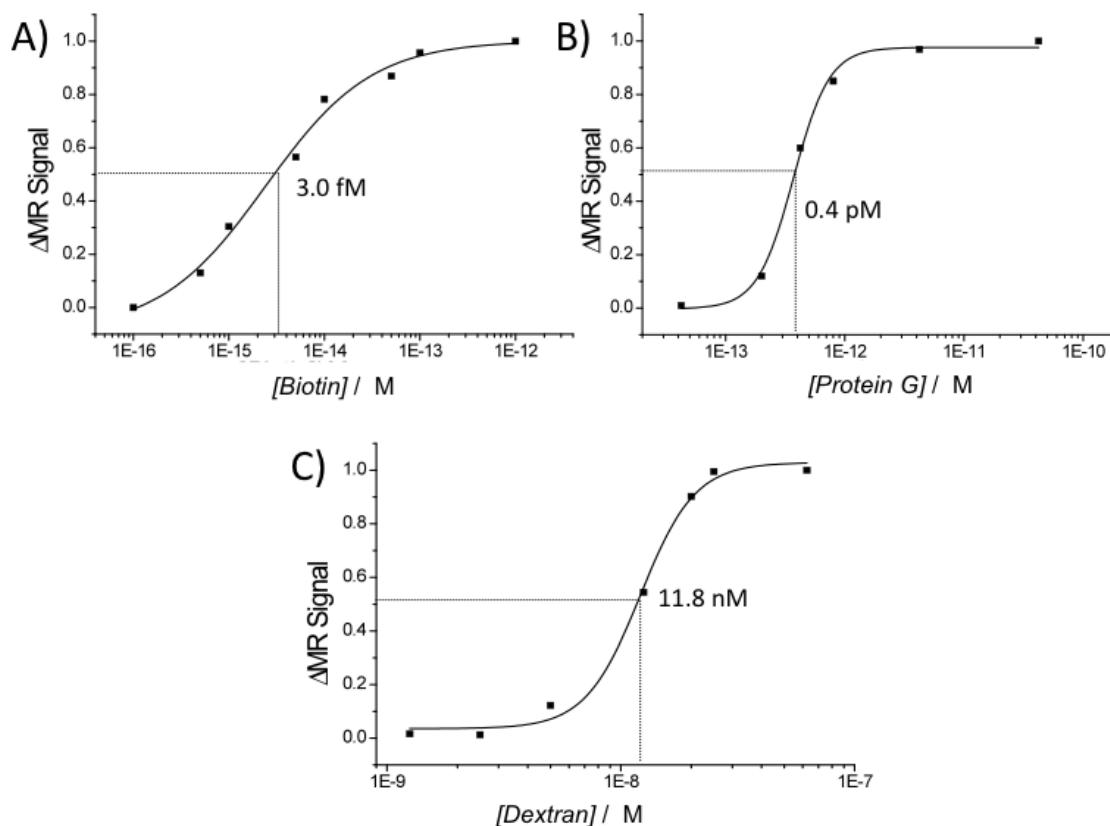 A)
ΔMR Signal
1.0
0.8
0.6
0.4
0.2
0.0
3.0 fM
1E-16 1E-15 1E-14 1E-13 1E-12
[Biotin] / M
B)
ΔMR Signal
1.0
0.8
0.6
0.4
0.2
0.0
0.4 pM
1E-13 1E-12 1E-11 1E-10
[Protein G] / M
C)
ΔMR Signal
1.0
0.8
0.6
0.4
0.2
0.0
11.8 nM
1E-9 1E-8 1E-7
[Dextran] / M